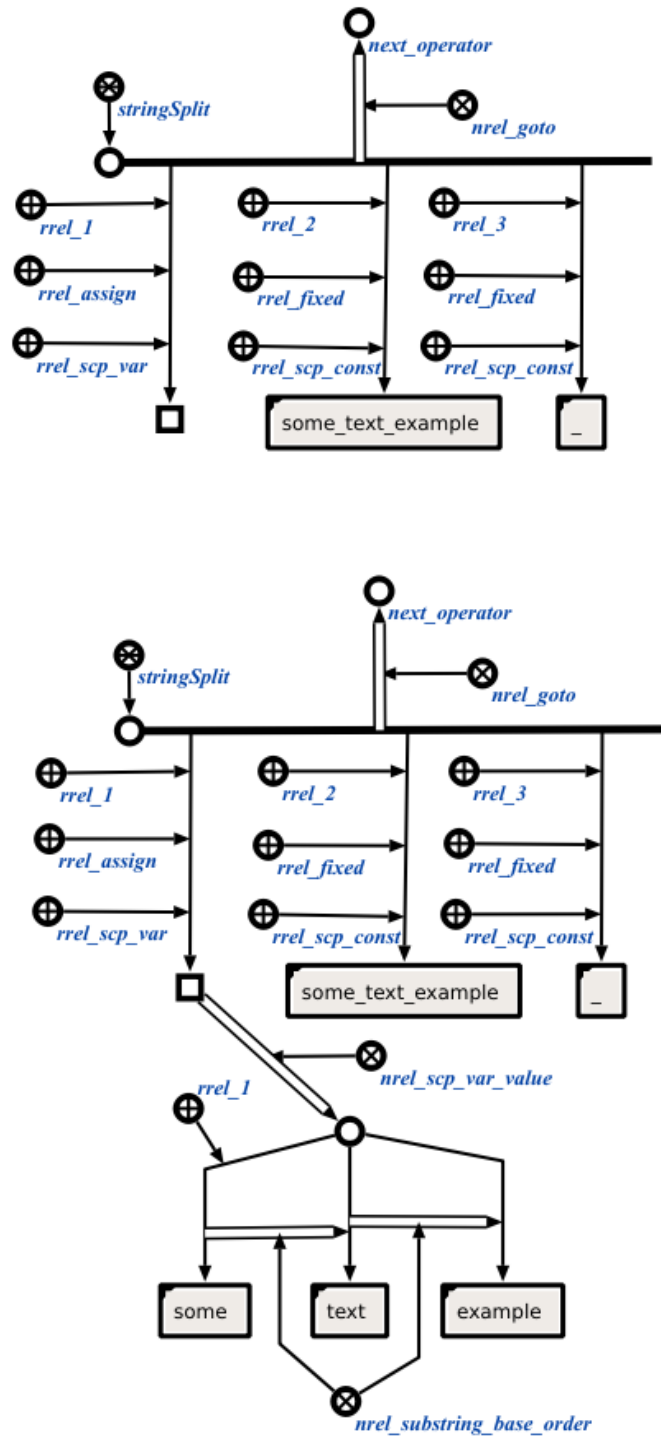 next_operator
stringSplit
nrel_goto
rrel_1
rrel_2
rrel_3
rrel_assign
rrel_fixed
rrel_fixed
rrel_scp_var
rrel_scp_const
rrel_scp_const
some_text_example
_
next_operator
stringSplit
nrel_goto
rrel_1
rrel_2
rrel_3
rrel_assign
rrel_fixed
rrel_fixed
rrel_scp_var
rrel_scp_const
rrel_scp_const
some_text_example
_
nrel_scp_var_value
rrel_1
some
text
example
nrel_substring_base_order